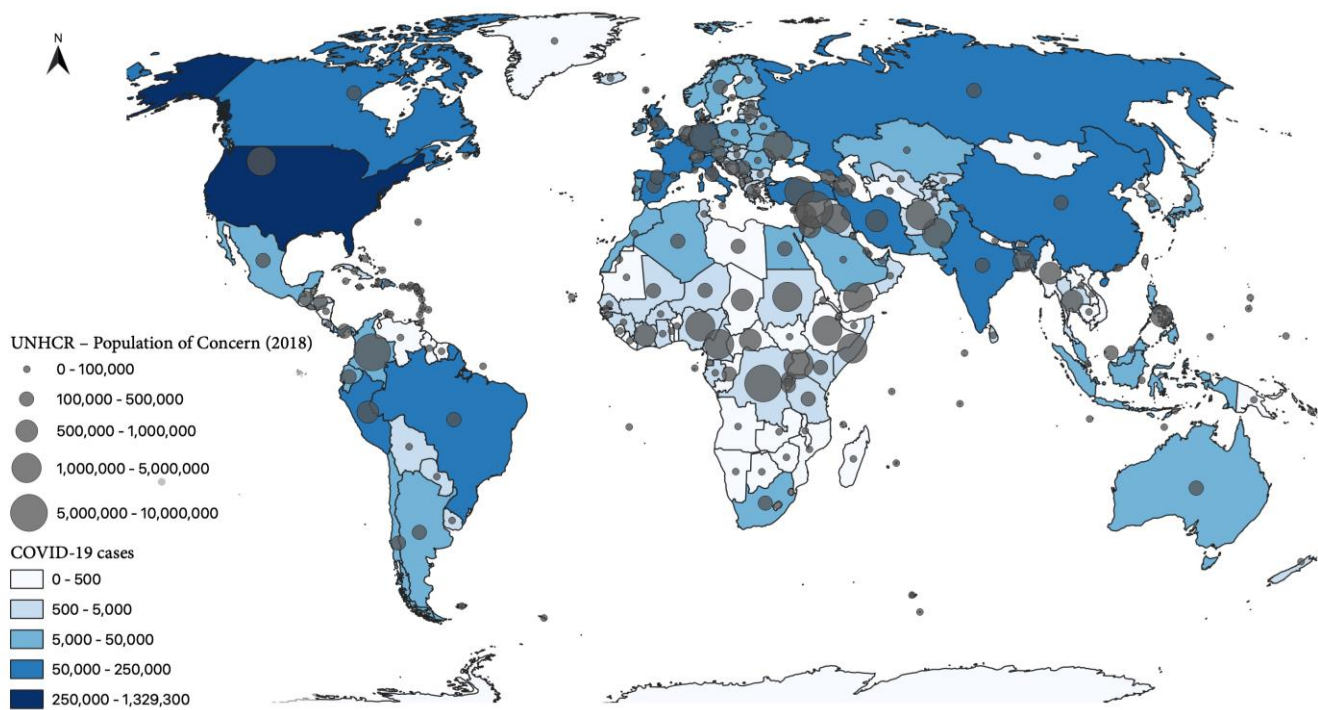 N
UNHCR – Population of Concern (2018)
0 - 100,000
100,000 - 500,000
500,000 - 1,000,000
1,000,000 - 5,000,000
5,000,000 - 10,000,000
COVID-19 cases
0 - 500
500 - 5,000
5,000 - 50,000
50,000 - 250,000
250,000 - 1,329,300